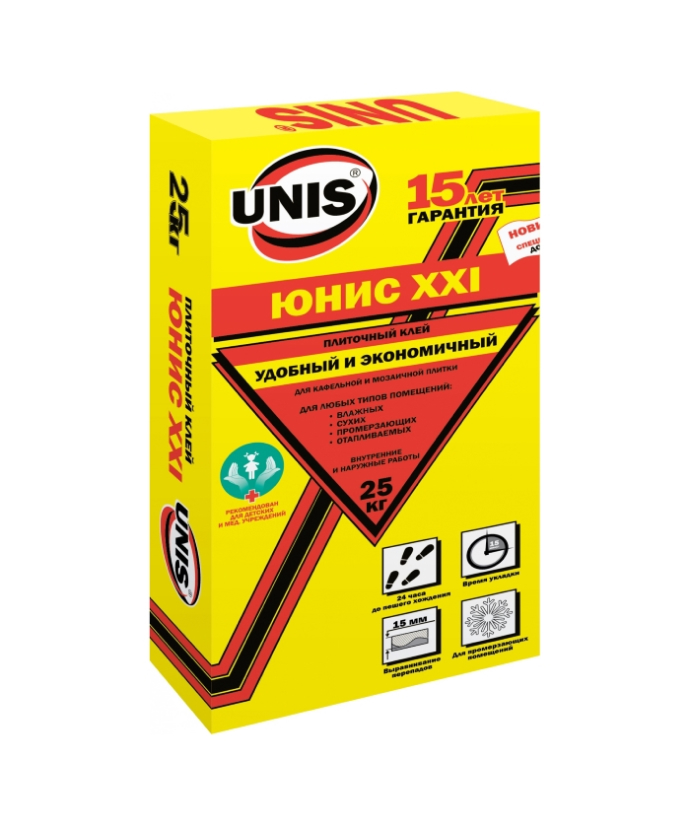 UNIS®
UNIS®
15 лет
ГАРАНТИЯ
ЮНИС XXI
ПЛИТОЧНЫЙ КЛЕЙ
УДОБНЫЙ И ЭКОНОМИЧНЫЙ
ДЛЯ КАФЕЛЬНОЙ И МОЗАИЧНОЙ ПЛИТКИ
ДЛЯ ЛЮБЫХ ТИПОВ ПОМЕЩЕНИЙ:
• ВЛАЖНЫХ
• СУХИХ
• ПРОМЕРЗАЮЩИХ
• ОТАПЛИВАЕМЫХ
ВНУТРЕННИЕ
И НАРУЖНЫЕ РАБОТЫ
25
КГ
РЕКОМЕНДОВАН
ДЛЯ ДЕТСКИХ
И МЕД. УЧРЕЖДЕНИЙ
24 часа
до пешего хождения
15
Время укладки
15 ММ
Выравнивание
перепадов
Для промерзающих
помещений
25кг
ПЛИТОЧНЫЙ КЛЕЙ
ЮНИС XXI
UNIS